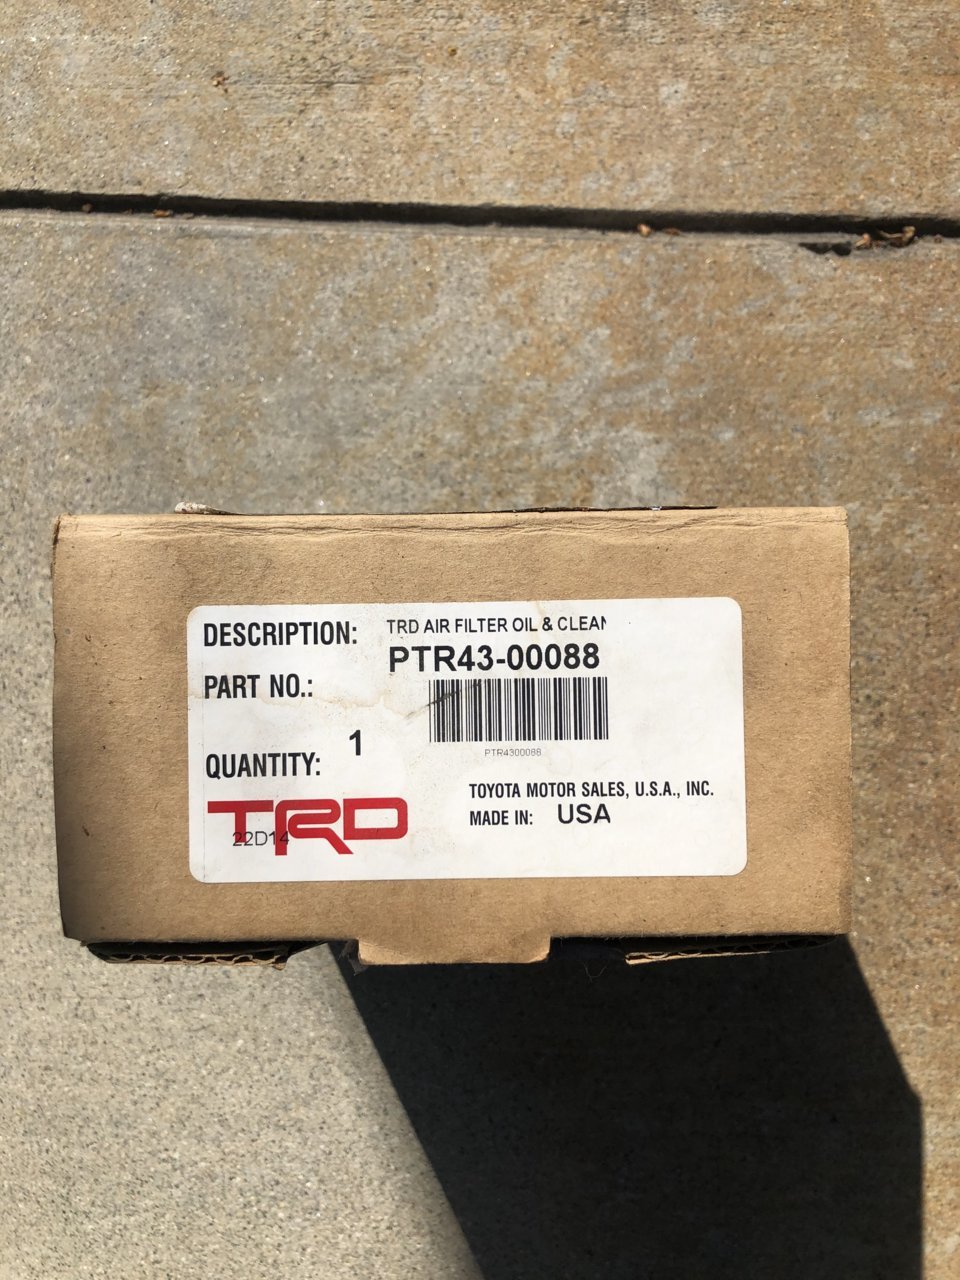 DESCRIPTION: TRD AIR FILTER OIL & CLEAN
PART NO.: PTR43-00088
PTR4300088
QUANTITY: 1
TOYOTA MOTOR SALES, U.S.A., INC.
MADE IN: USA
TRD
22D14